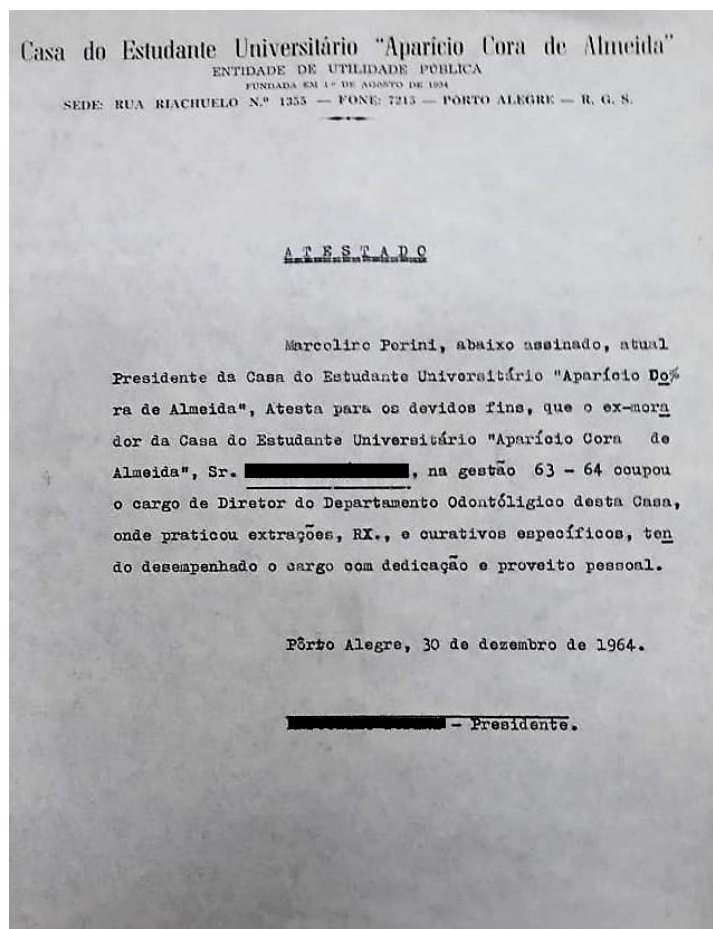 Casa do Estudante Universitário "Aparício Cora de Almeida"
ENTIDADE DE UTILIDADE PÚBLICA
FUNDADA EM 1º DE AGOSTO DE 1934
SEDE: RUA RIACHUELO N.º 1355 — FONE: 7215 — PÔRTO ALEGRE — R. G. S.
ATESTADO
Marcolino Perini, abaixo assinado, atual
Presidente da Casa do Estudante Universitário "Aparício Do%
ra de Almeida", Atesta para os devidos fins, que o ex-mora
dor da Casa do Estudante Universitário "Aparício Cora de
Almeida", Sr. , na gestão 63 - 64 ocupou
o cargo de Diretor do Departamento Odontóligico desta Casa,
onde praticou extrações, RX., e curativos específicos, ten
do desempenhado o cargo com dedicação e proveito pessoal.
Pôrto Alegre, 30 de dezembro de 1964.
- Presidente.